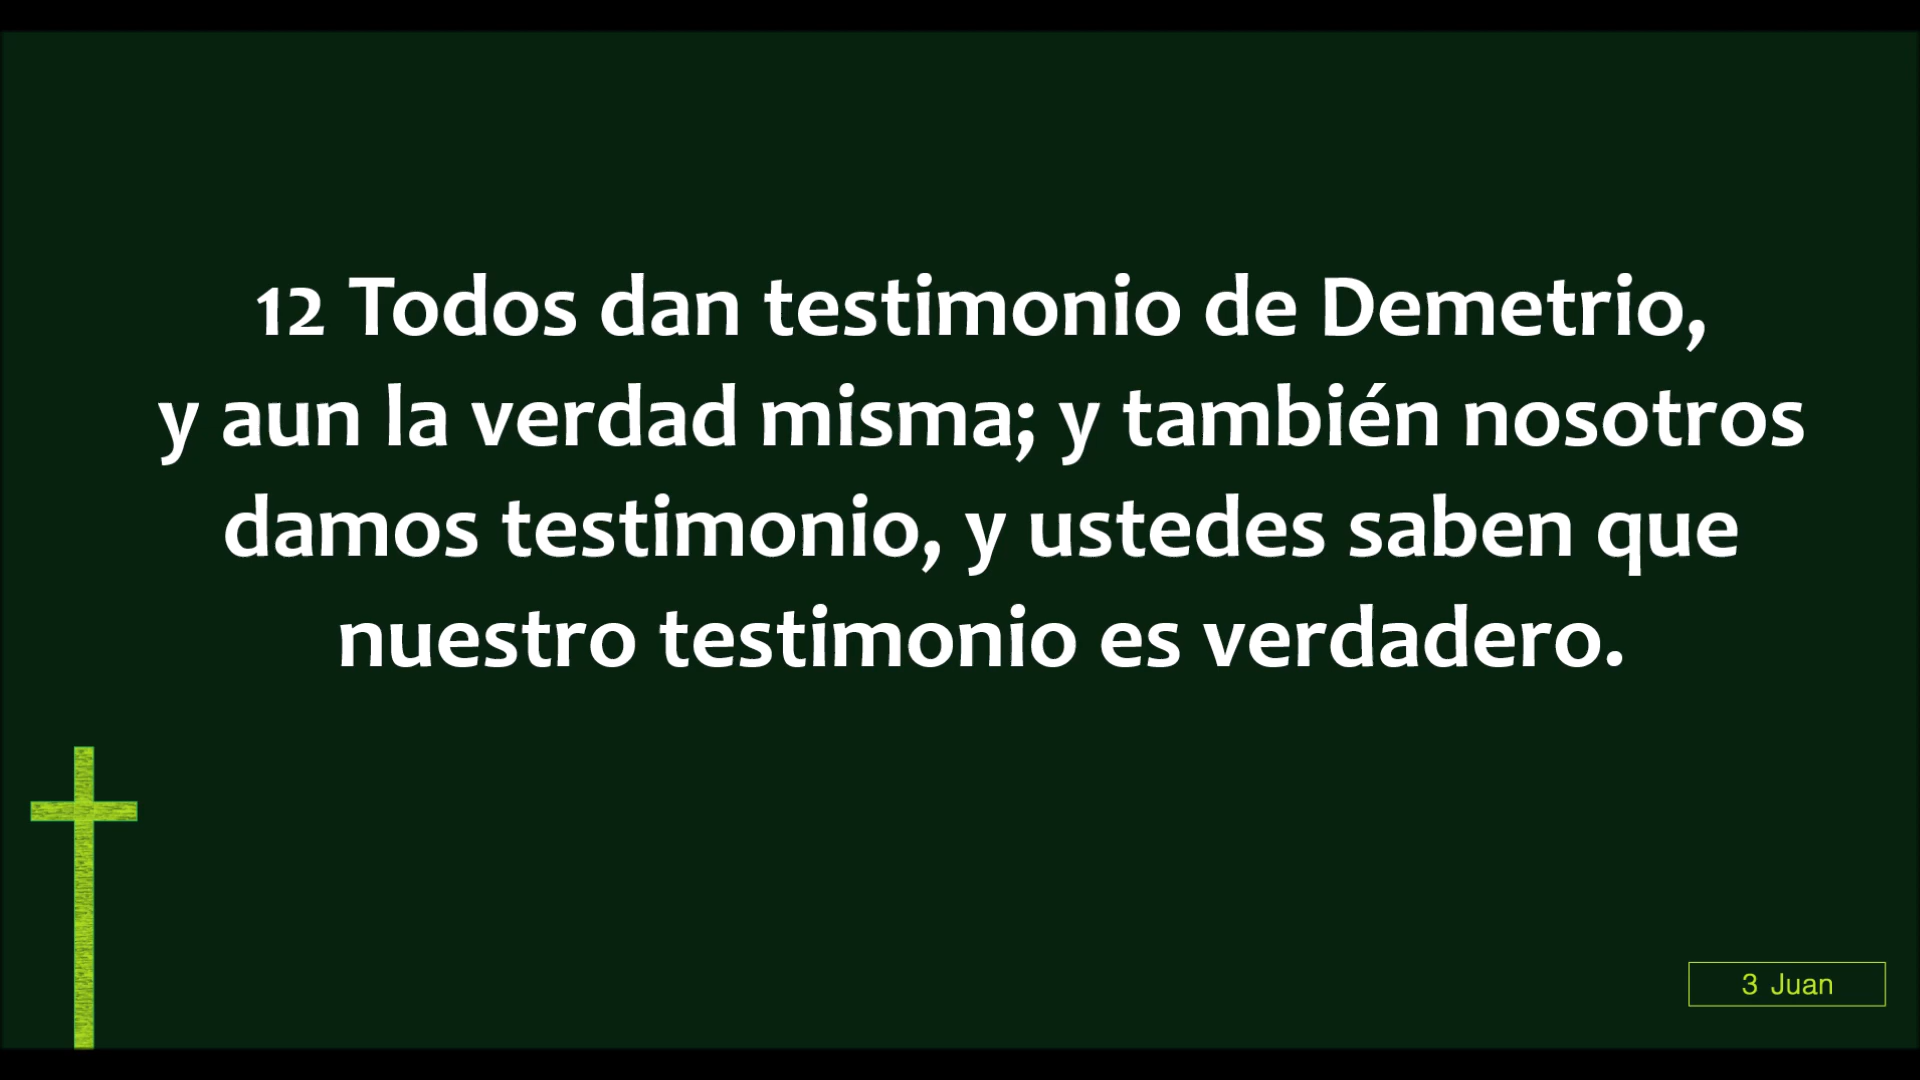 12 Todos dan testimonio de Demetrio,
y aun la verdad misma; y también nosotros
damos testimonio, y ustedes saben que
nuestro testimonio es verdadero.
3 Juan